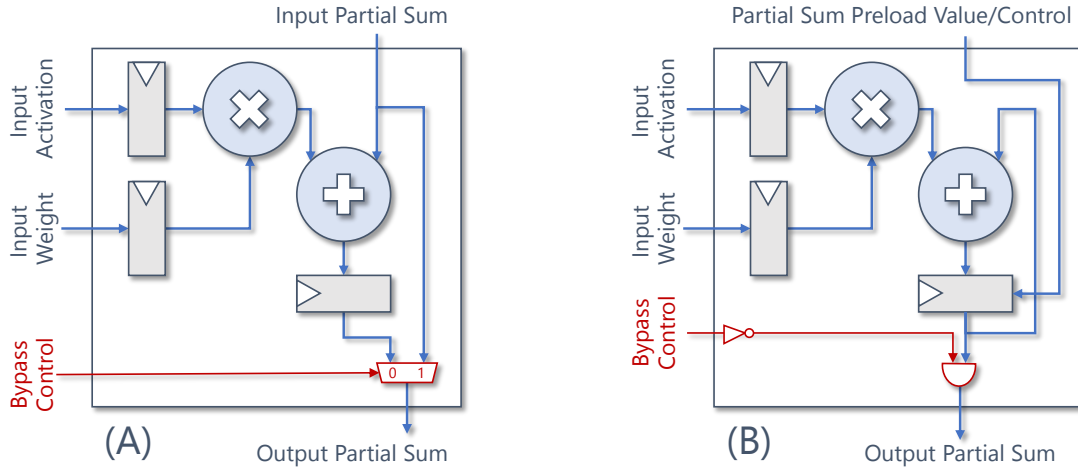 Input Partial Sum
Partial Sum Preload Value/Control
Input
Activation
Input
Activation
Input
Weight
Input
Weight
Bypass
Control
0 1
Bypass
Control
(A)
Output Partial Sum
(B)
Output Partial Sum